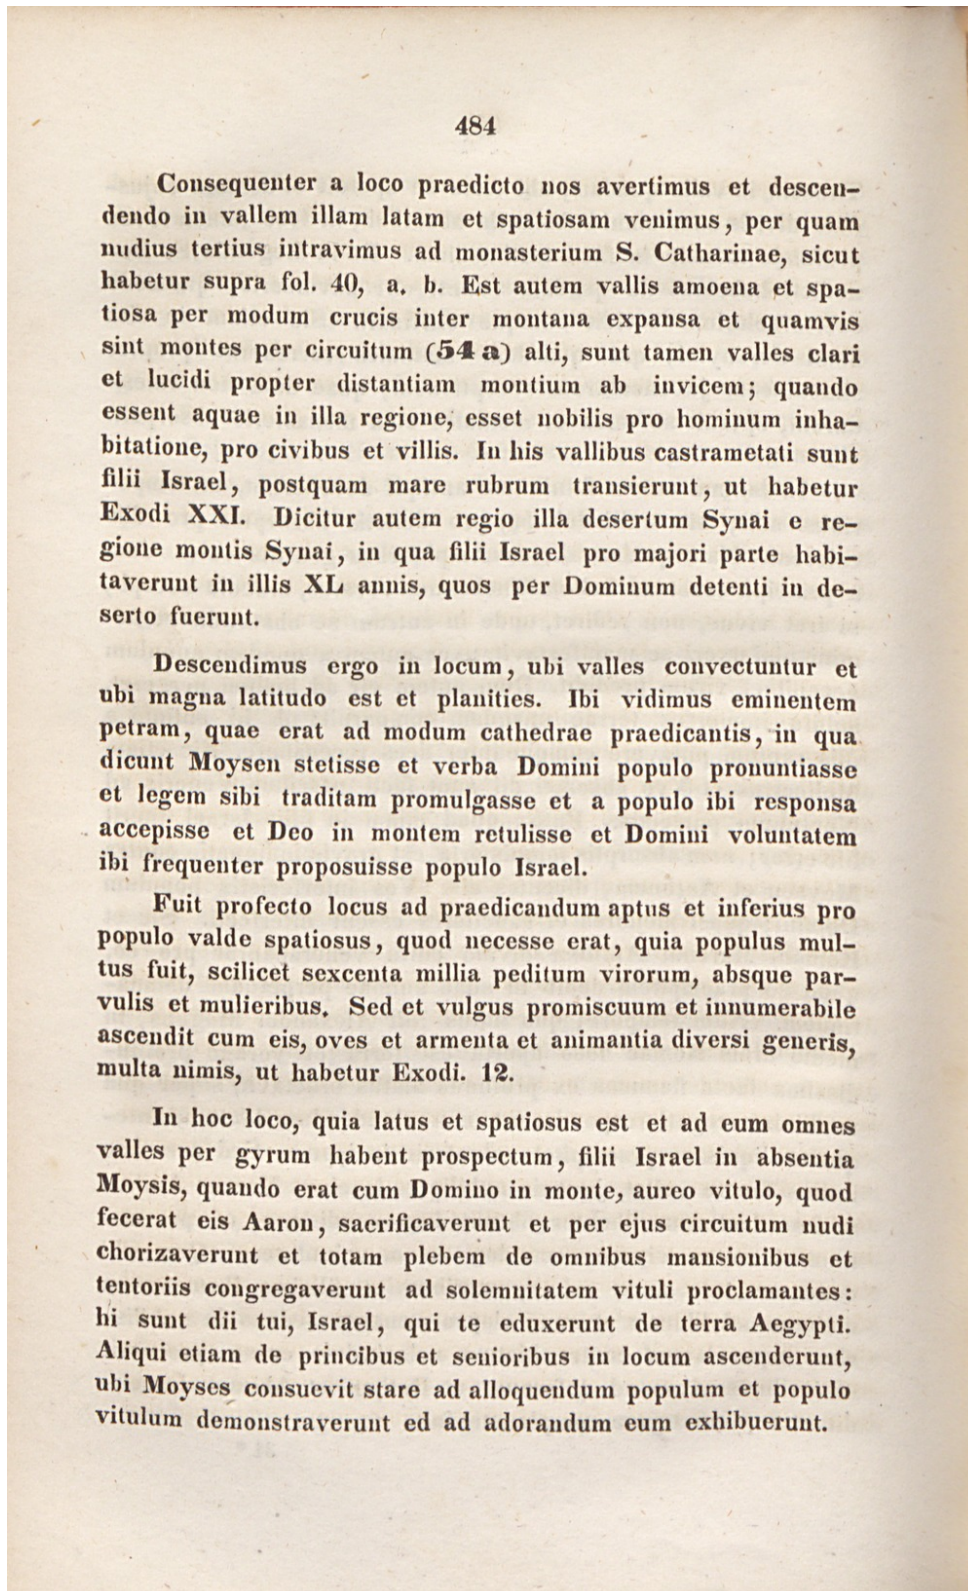 484
Consequenter a loco praedicto nos avertimus et descen-
dendo in vallem illam latam et spatiosam venimus, per quam
nudius tertius intravimus ad monasterium S. Catharinae, sicut
habetur supra fol. 40, a. b. Est autem vallis amoena et spa-
tiosa per modum crucis inter montana expansa et quamvis
sint montes per circuitum (54 a) alti, sunt tamen valles clari
et lucidi propter distantiam montium ab invicem; quando
essent aquae in illa regione, esset nobilis pro hominum inha-
bitatione, pro civibus et villis. In his vallibus castrametati sunt
filii Israel, postquam mare rubrum transierunt, ut habetur
Exodi XXI. Dicitur autem regio illa desertum Synai e re-
gione montis Synai, in qua filii Israel pro majori parte habi-
taverunt in illis XL annis, quos per Dominum detenti in de-
serto fuerunt.
Descendimus ergo in locum, ubi valles convectuntur et
ubi magna latitudo est et planities. Ibi vidimus eminentem
petram, quae erat ad modum cathedrae praedicantis, in qua
dicunt Moysen stetisse et verba Domini populo pronuntiasse
et legem sibi traditam promulgasse et a populo ibi responsa
accepisse et Deo in montem retulisse et Domini voluntatem
ibi frequenter proposuisse populo Israel.
Fuit profecto locus ad praedicandum aptus et inferius pro
populo valde spatiosus, quod necesse erat, quia populus mul-
tus fuit, scilicet sexcenta millia peditum virorum, absque par-
vulis et mulieribus. Sed et vulgus promiscuum et innumerabile
ascendit cum eis, oves et armenta et animantia diversi generis,
multa nimis, ut habetur Exodi. 12.
In hoc loco, quia latus et spatiosus est et ad eum omnes
valles per gyrum habent prospectum, filii Israel in absentia
Moysis, quando erat cum Domino in monte, aureo vitulo, quod
fecerat eis Aaron, sacrificaverunt et per ejus circuitum nudi
chorizaverunt et totam plebem de omnibus mansionibus et
tentoriis congregaverunt ad solemnitatem vituli proclamantes:
hi sunt dii tui, Israel, qui te eduxerunt de terra Aegypti.
Aliqui etiam de princibus et senioribus in locum ascenderunt,
ubi Moyses consuevit stare ad alloquendum populum et populo
vitulum demonstraverunt ed ad adorandum eum exhibuerunt.